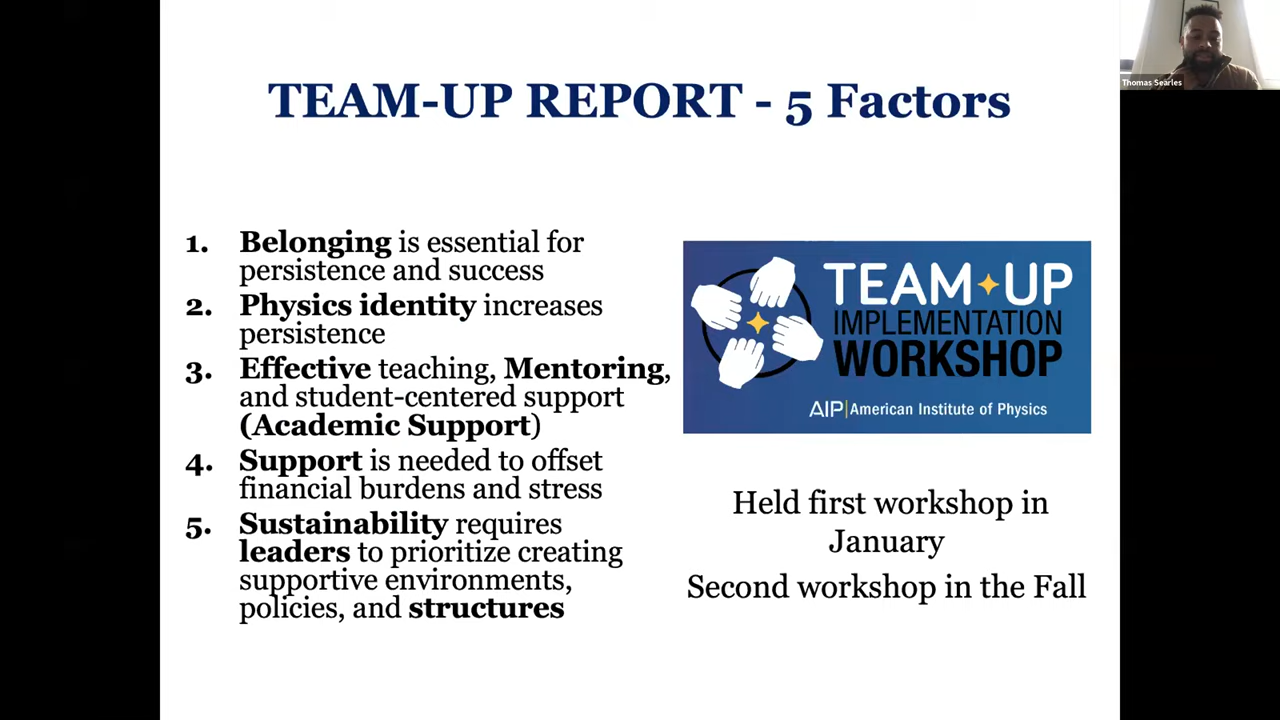 Thomas Searles
TEAM-UP REPORT - 5 Factors
1. Belonging is essential for
persistence and success
2. Physics identity increases
persistence
3. Effective teaching, Mentoring,
and student-centered support
(Academic Support)
4. Support is needed to offset
financial burdens and stress
5. Sustainability requires
leaders to prioritize creating
supportive environments,
policies, and structures
TEAM UP
IMPLEMENTATION
WORKSHOP
AIP|American Institute of Physics
Held first workshop in
January
Second workshop in the Fall